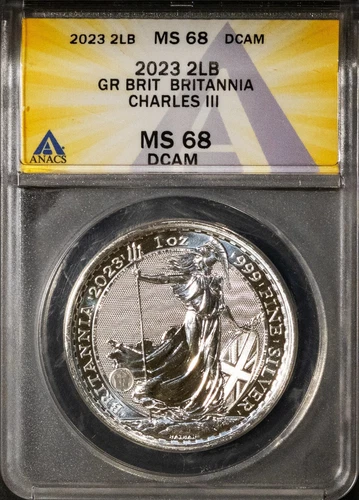 2023 2LB MS 68 DCAM
2023 2LB
GR BRIT BRITANNIA
CHARLES III
ANACS
MS 68
DCAM
BRITANNIA 2023 1 oz 999 FINE SILVER
NATHAN